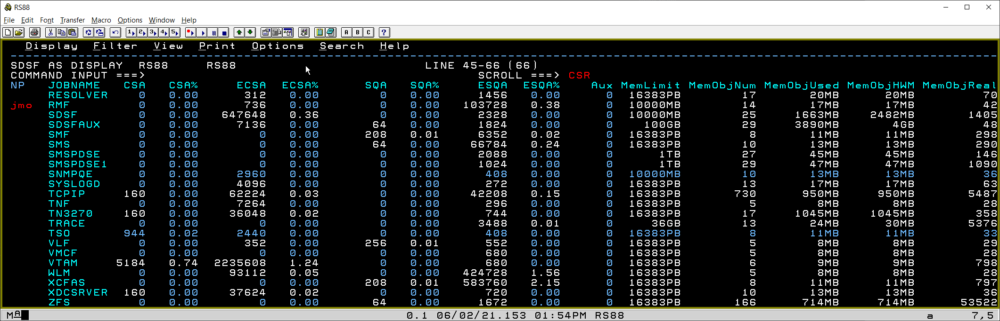 RS88
File Edit Font Transfer Macro Options Window Help
1 2 3 4 5 A B C ?
Display Filter View Print Options Search Help
SDSF AS DISPLAY RS88 RS88 LINE 45-66 (66)
COMMAND INPUT ===> SCROLL ===> CSR
NP JOBNAME CSA CSA% ECSA ECSA% SQA SQA% ESQA ESQA% Aux MemLimit MemObjNum MemObjUsed MemObjHWM MemObjReal
RESOLVER 0 0.00 312 0.00 0 0.00 1456 0.00 0 16383PB 17 20MB 20MB 70
jmo RMF 0 0.00 736 0.00 0 0.00 103728 0.38 0 10000MB 14 17MB 17MB 42
SDSF 0 0.00 647648 0.36 0 0.00 2328 0.00 0 10000MB 25 1663MB 2482MB 1405
SDSFAUX 0 0.00 7136 0.00 64 0.00 1824 0.00 0 100GB 29 3890MB 4GB 48
SMF 0 0.00 0 0.00 208 0.01 6352 0.02 0 16383PB 8 11MB 11MB 298
SMS 0 0.00 0 0.00 64 0.00 66784 0.24 0 16383PB 10 13MB 13MB 290
SMSPDSE 0 0.00 0 0.00 0 0.00 2088 0.00 0 1TB 27 45MB 45MB 146
SMSPDSE1 0 0.00 0 0.00 0 0.00 1024 0.00 0 1TB 29 47MB 47MB 1090
SNMPQE 0 0.00 2960 0.00 0 0.00 408 0.00 0 10000MB 10 13MB 13MB 36
SYSLOGD 0 0.00 4096 0.00 0 0.00 272 0.00 0 16383PB 13 17MB 17MB 63
TCPIP 160 0.00 62224 0.03 0 0.00 42208 0.15 0 16383PB 730 950MB 950MB 5487
TNF 0 0.00 7264 0.00 0 0.00 296 0.00 0 16383PB 5 8MB 8MB 28
TN3270 160 0.00 36048 0.02 0 0.00 744 0.00 0 16383PB 17 1045MB 1045MB 358
TRACE 0 0.00 0 0.00 0 0.00 3488 0.01 0 36GB 13 24MB 30MB 5376
TSO 944 0.02 2440 0.00 0 0.00 408 0.00 0 16383PB 8 11MB 11MB 33
VLF 0 0.00 352 0.00 256 0.01 552 0.00 0 16383PB 5 8MB 8MB 29
VMCF 0 0.00 0 0.00 0 0.00 680 0.00 0 16383PB 5 8MB 8MB 28
VTAM 5184 0.74 2235608 1.24 0 0.00 680 0.00 0 16383PB 6 9MB 9MB 798
WLM 0 0.00 93112 0.05 0 0.00 424728 1.56 0 16383PB 5 8MB 8MB 28
XCFAS 0 0.00 0 0.00 208 0.01 583760 2.15 0 16383PB 8 11MB 11MB 797
XDCSRVER 160 0.00 37624 0.02 0 0.00 720 0.00 0 16383PB 10 13MB 13MB 36
ZFS 0 0.00 0 0.00 64 0.00 1672 0.00 0 16383PB 166 714MB 714MB 53522
MA 0.1 06/02/21.153 01:54PM RS88 a 7,5